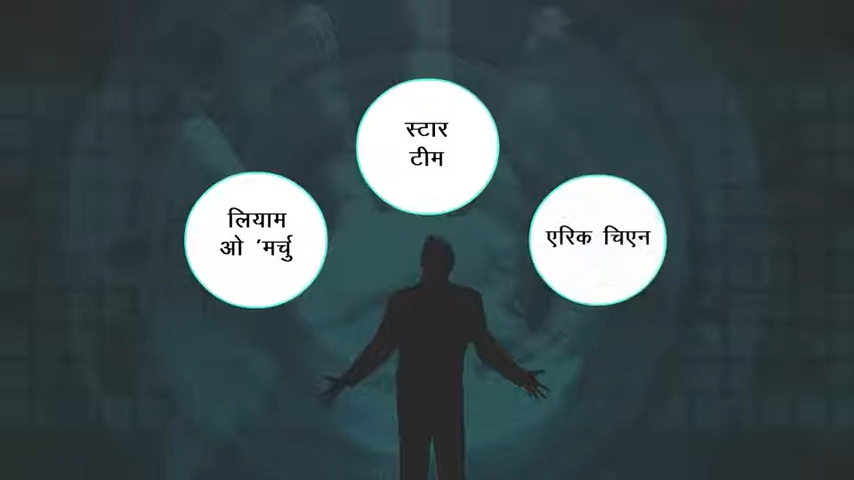 स्टार
टीम
लियाम
ओ 'मर्चु
एरिक चिएन